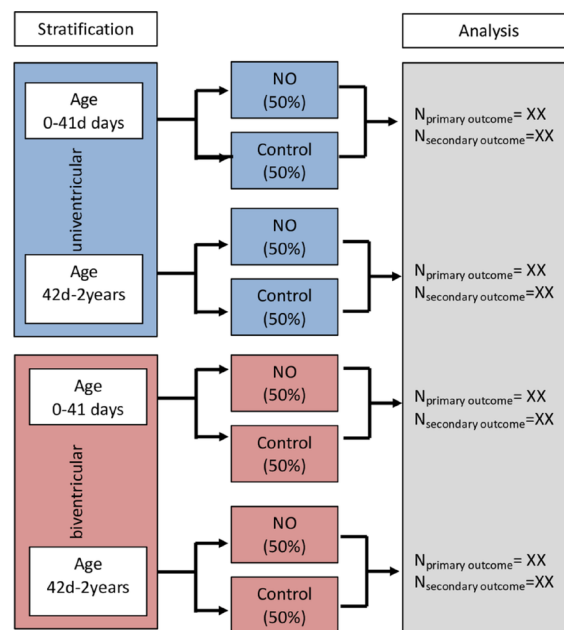 Stratification
Analysis
Age
0-41d days
univentricular
Age
42d-2years
NO
(50%)
Control
(50%)
NO
(50%)
Control
(50%)
Nprimary outcome= XX
Nsecondary outcome=XX
Nprimary outcome= XX
Nsecondary outcome=XX
Age
0-41 days
biventricular
Age
42d-2years
NO
(50%)
Control
(50%)
NO
(50%)
Control
(50%)
Nprimary outcome= XX
Nsecondary outcome=XX
Nprimary outcome= XX
Nsecondary outcome=XX